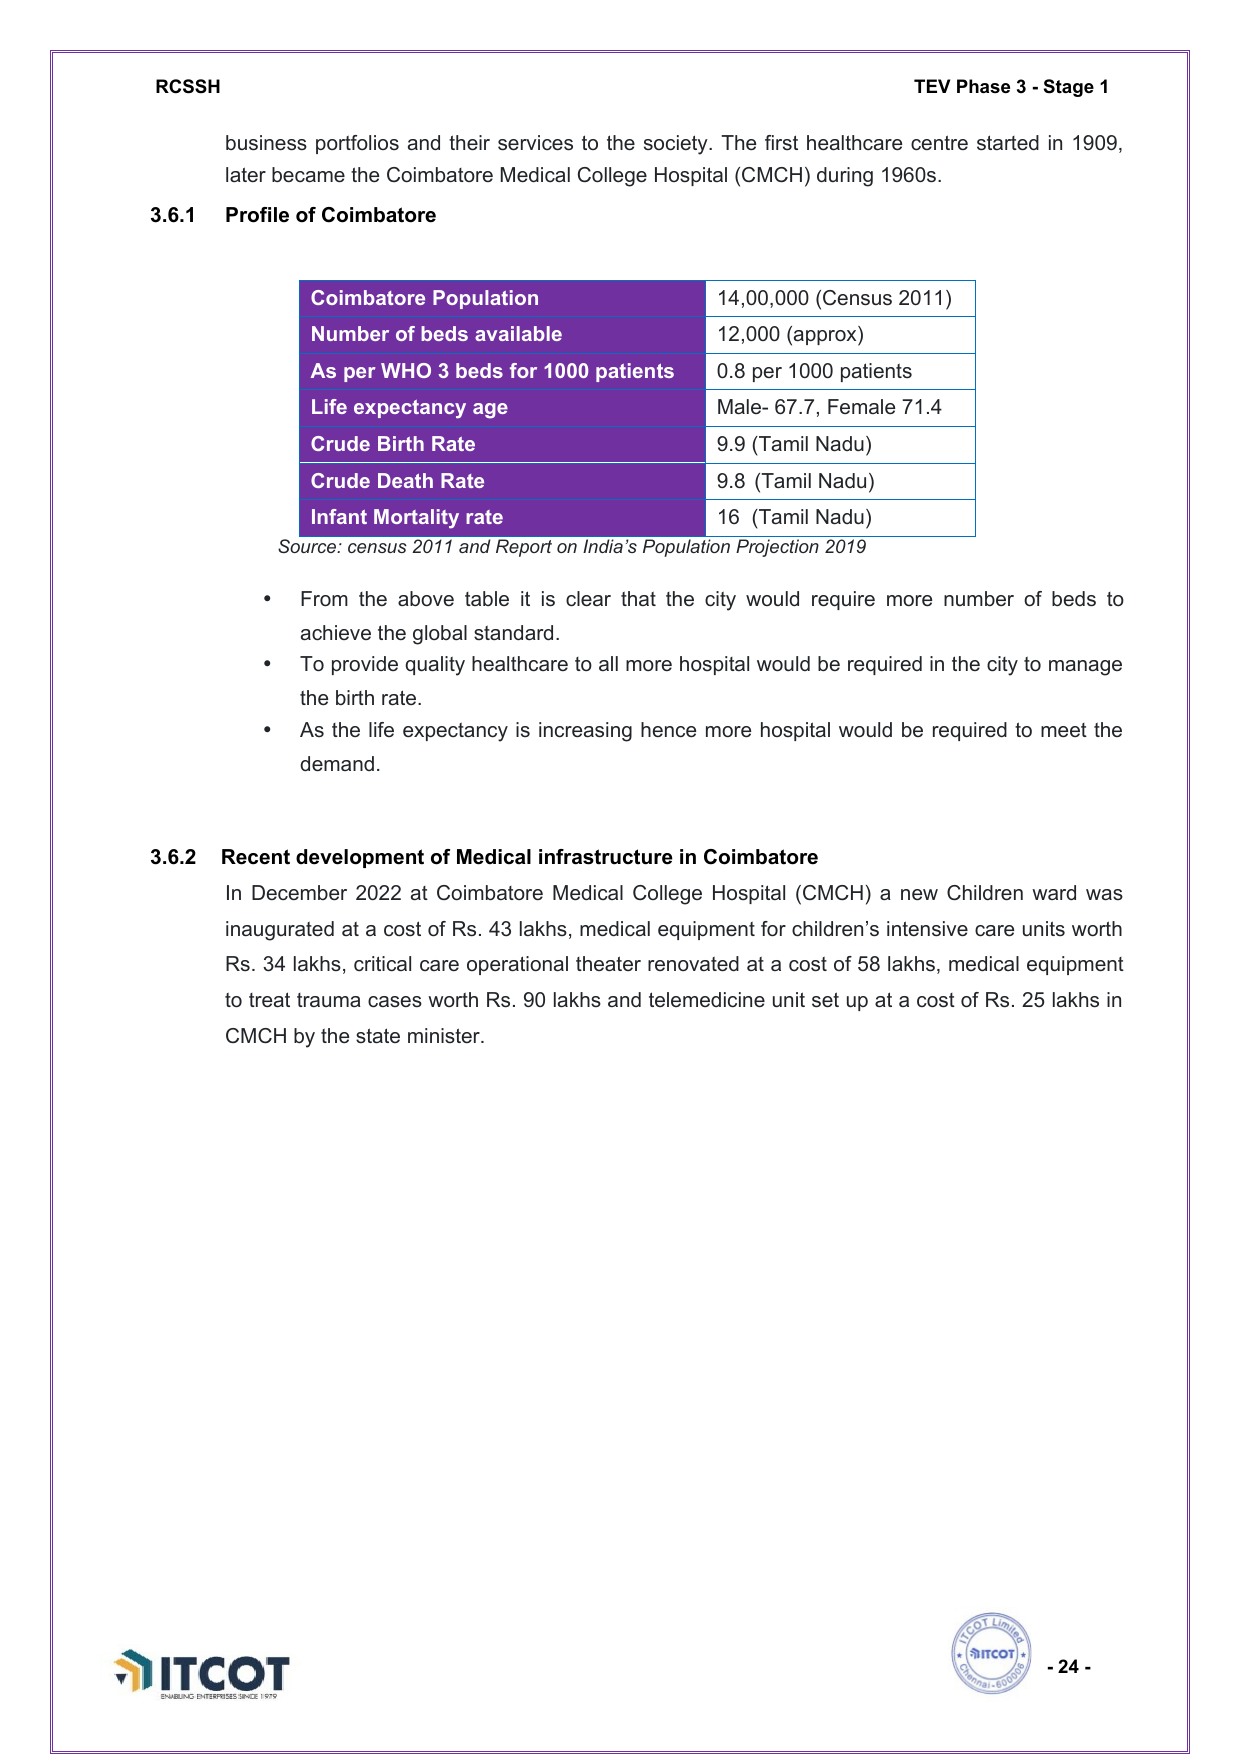 RCSSH TEV Phase 3 - Stage 1
business portfolios and their services to the society. The first healthcare centre started in 1909,
later became the Coimbatore Medical College Hospital (CMCH) during 1960s.
3.6.1 Profile of Coimbatore
Coimbatore Population 14,00,000 (Census 2011)
Number of beds available 12,000 (approx)
As per WHO 3 beds for 1000 patients 0.8 per 1000 patients
Life expectancy age Male- 67.7, Female 71.4
Crude Birth Rate 9.9 (Tamil Nadu)
Crude Death Rate 9.8 (Tamil Nadu)
Infant Mortality rate 16 (Tamil Nadu)
Source: census 2011 and Report on India’s Population Projection 2019
• From the above table it is clear that the city would require more number of beds to
achieve the global standard.
• To provide quality healthcare to all more hospital would be required in the city to manage
the birth rate.
• As the life expectancy is increasing hence more hospital would be required to meet the
demand.
3.6.2 Recent development of Medical infrastructure in Coimbatore
In December 2022 at Coimbatore Medical College Hospital (CMCH) a new Children ward was
inaugurated at a cost of Rs. 43 lakhs, medical equipment for children’s intensive care units worth
Rs. 34 lakhs, critical care operational theater renovated at a cost of 58 lakhs, medical equipment
to treat trauma cases worth Rs. 90 lakhs and telemedicine unit set up at a cost of Rs. 25 lakhs in
CMCH by the state minister.
ITCOT
ENABLING ENTERPRISES SINCE 1979
ITCOT Limited
ITCOT
Chennai-600006
- 24 -